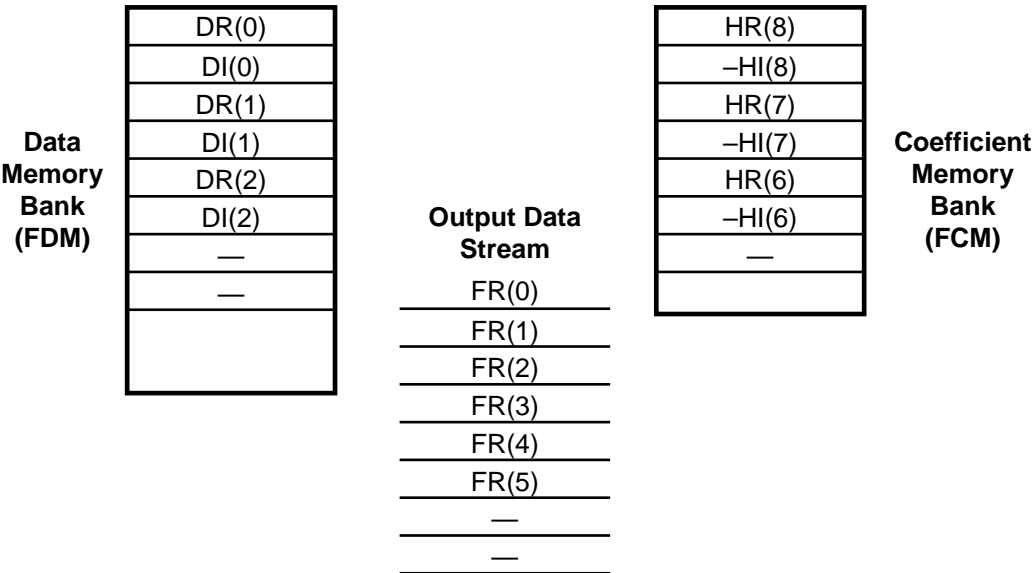 Data
Memory
Bank
(FDM)
DR(0)
DI(0)
DR(1)
DI(1)
DR(2)
DI(2)
—
—
Output Data
Stream
FR(0)
FR(1)
FR(2)
FR(3)
FR(4)
FR(5)
—
—
HR(8)
–HI(8)
HR(7)
–HI(7)
HR(6)
–HI(6)
—
Coefficient
Memory
Bank
(FCM)